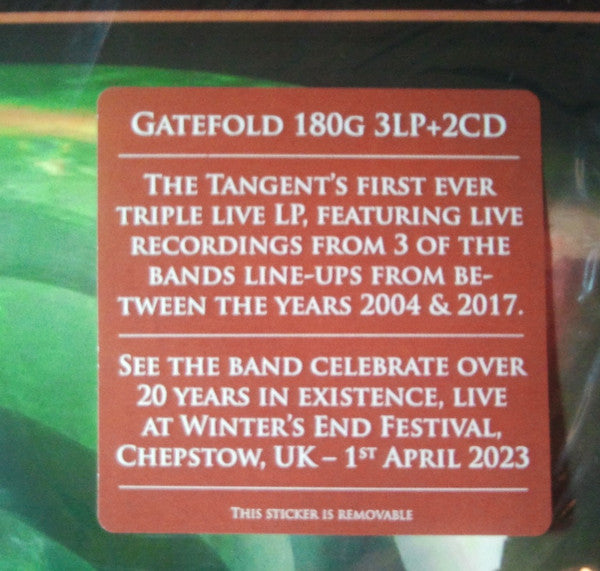 Gatefold 180g 3LP+2CD
The Tangent's first ever
triple live LP, featuring live
recordings from 3 of the
bands line-ups from be-
tween the years 2004 & 2017.
See the band celebrate over
20 years in existence, live
at Winter's End Festival,
Chepstow, UK – 1st April 2023
This sticker is removable